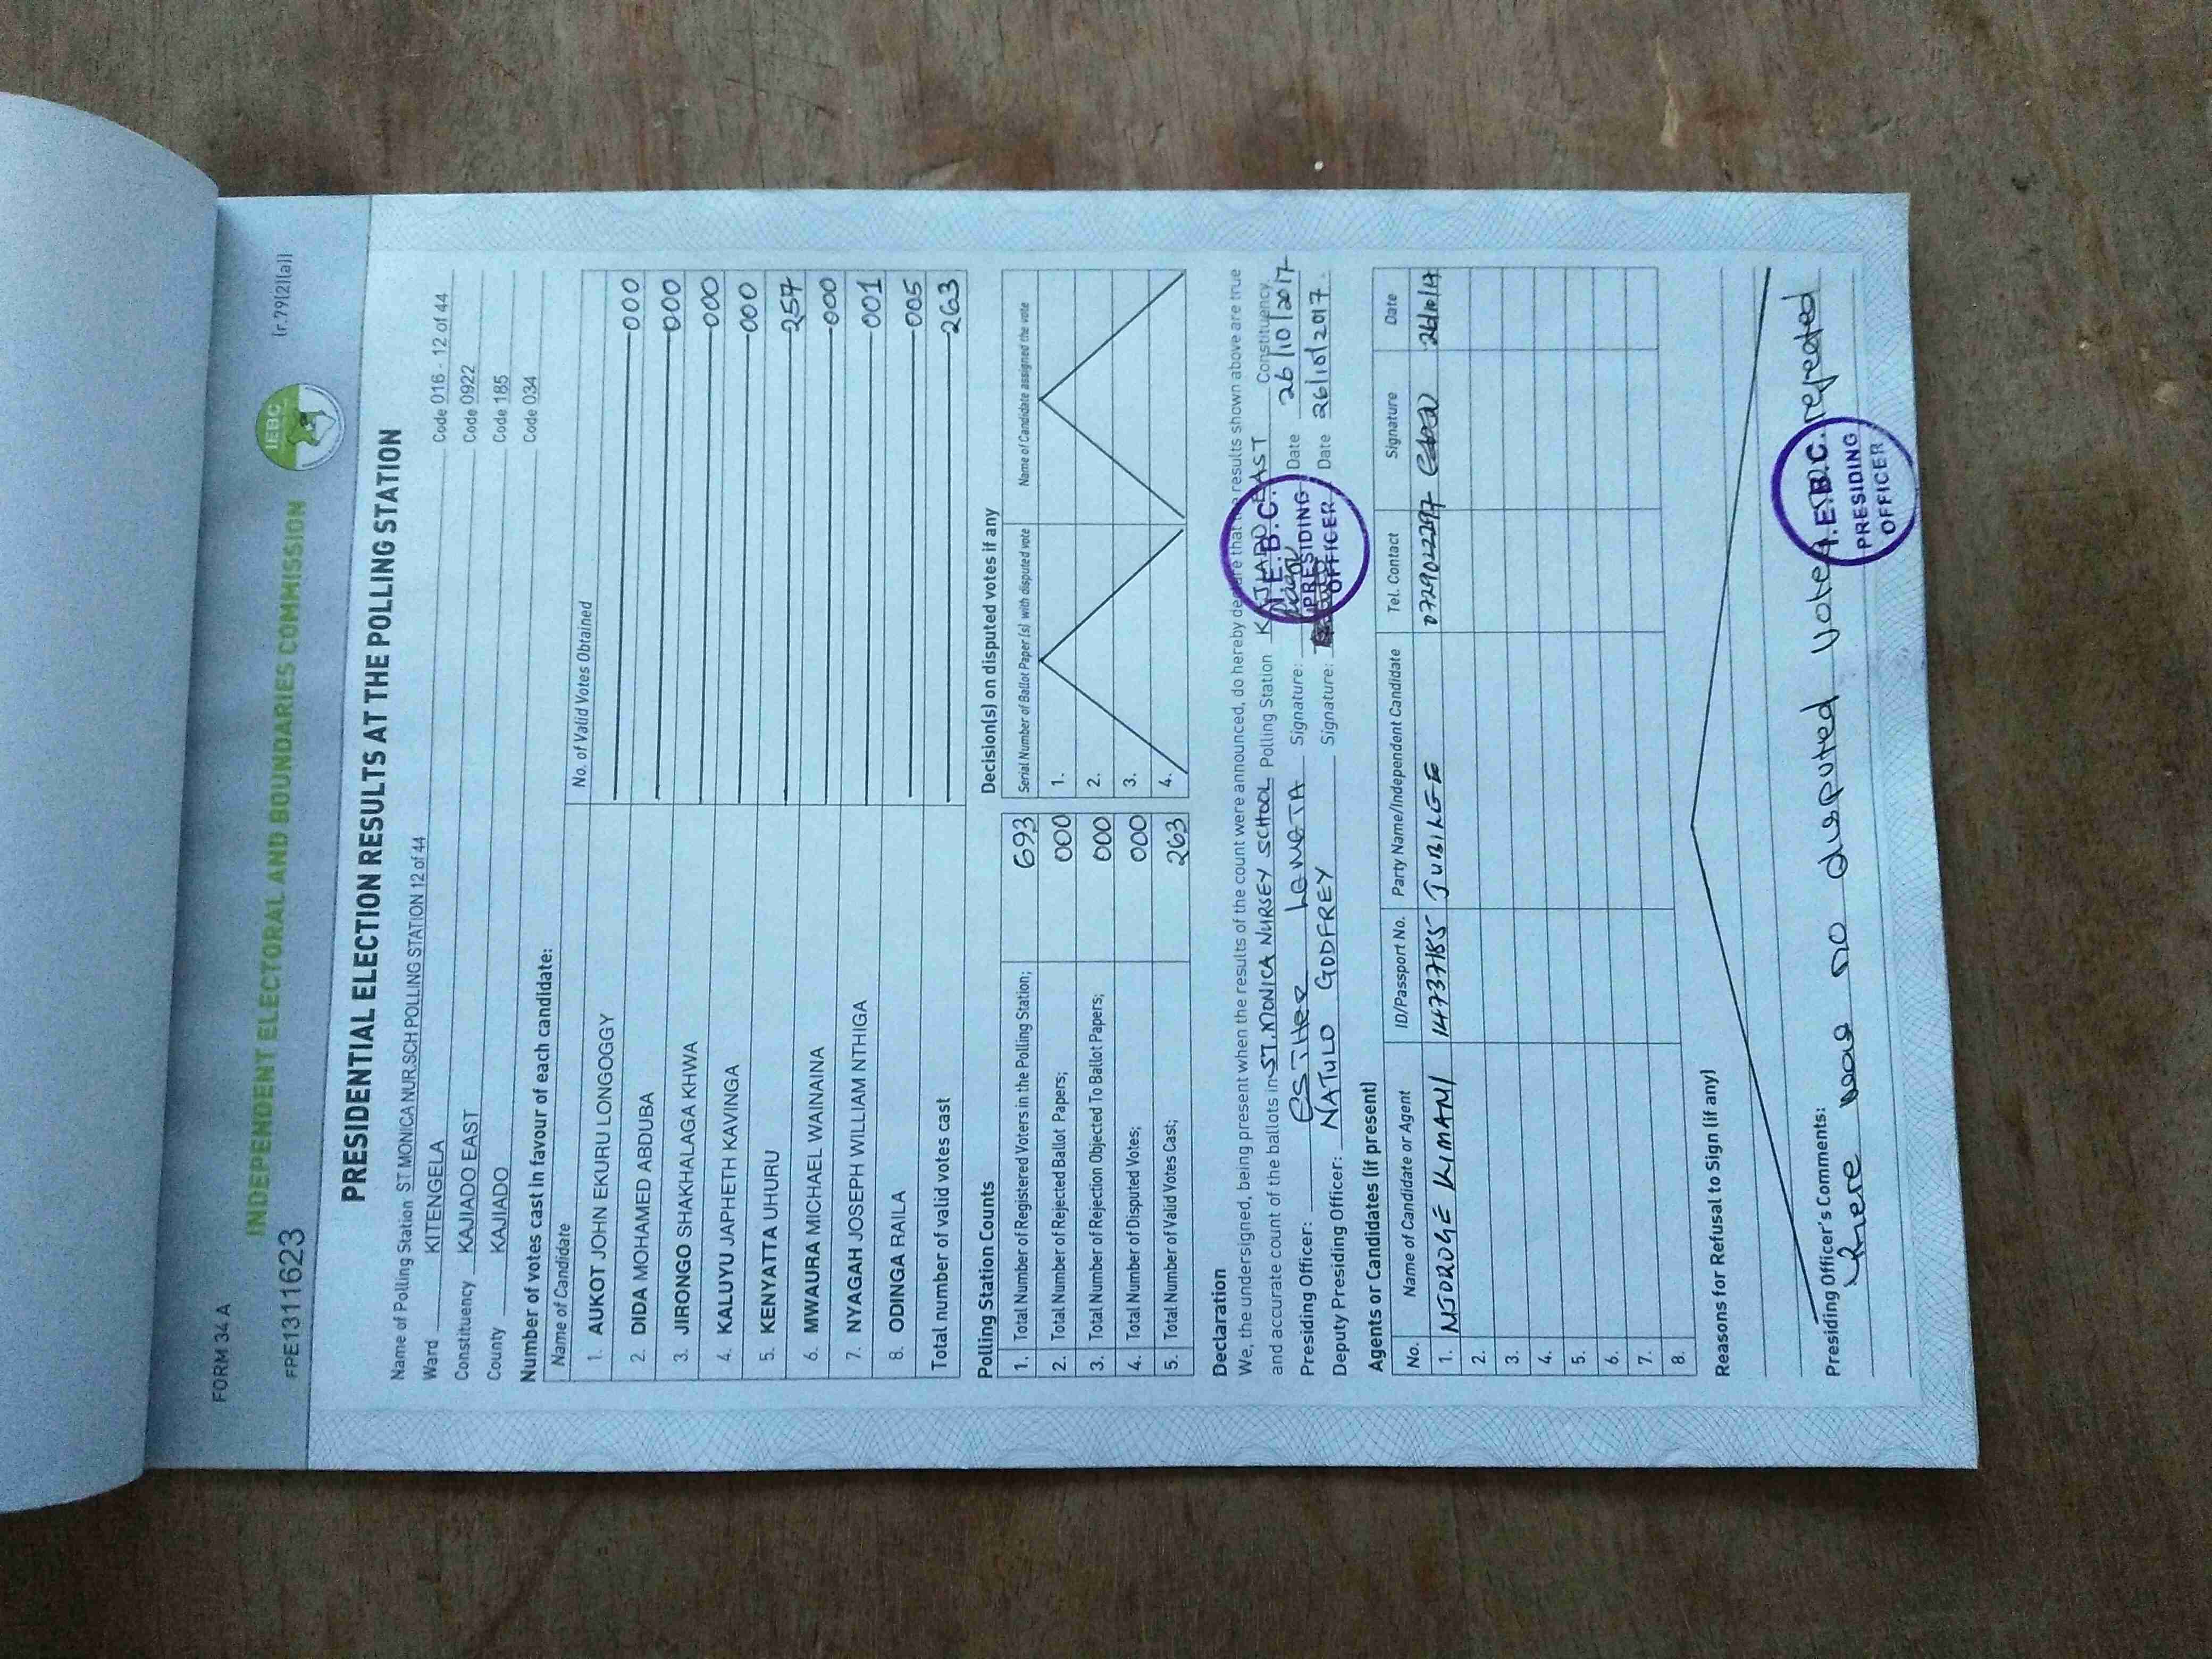 FORM 34 A
(r.79(2)(a))
FPE13111623
IEBC
INDEPENDENT ELECTORAL AND BOUNDARIES COMMISSION
PRESIDENTIAL ELECTION RESULTS AT THE POLLING STATION
Name of Polling Station ST.MONICA NUR.SCH POLLING STATION 12 of 44 Code 016 - 12 of 44
Ward KITENGELA Code 0922
Constituency KAJIADO EAST Code 185
County KAJIADO Code 034
Number of votes cast in favour of each candidate:
Name of Candidate No. of Valid Votes Obtained
1. AUKOT JOHN EKURU LONGOGGY 000
2. DIDA MOHAMED ABDUBA 000
3. JIRONGO SHAKHALAGA KHWA 000
4. KALUYU JAPHETH KAVINGA 000
5. KENYATTA UHURU 257
6. MWAURA MICHAEL WAINAINA 000
7. NYAGAH JOSEPH WILLIAM NTHIGA 001
8. ODINGA RAILA 005
Total number of valid votes cast 263
Polling Station Counts
1. Total Number of Registered Voters in the Polling Station; 693
2. Total Number of Rejected Ballot Papers; 000
3. Total Number of Rejection Objected To Ballot Papers; 000
4. Total Number of Disputed Votes; 000
5. Total Number of Valid Votes Cast; 263
Decision(s) on disputed votes if any
Serial Number of Ballot Paper(s) with disputed vote Name of Candidate assigned the vote
1.
2.
3.
4.
Declaration
We, the undersigned, being present when the results of the count were announced, do hereby declare that the results shown above are true
and accurate count of the ballots in ST.MONICA NURSEY SCHOOL Polling Station KAJIADO EAST Constituency.
Presiding Officer: ESTHER Signature: Date 26/10/2017
Deputy Presiding Officer: NATULO GODFREY Signature: Date 26/10/2017.
I.E.B.C.
PRESIDING
OFFICER
Agents or Candidates (if present)
No. Name of Candidate or Agent ID/Passport No. Party Name/Independent Candidate Tel. Contact Signature Date
1. NJOROGE KIMANI 14737185 JUBILEE 0729022297 26/10/17
2.
3.
4.
5.
6.
7.
8.
Reasons for Refusal to Sign (if any)
Presiding Officer's Comments:
There was no disputed votes rejected
I.E.B.C.
PRESIDING
OFFICER